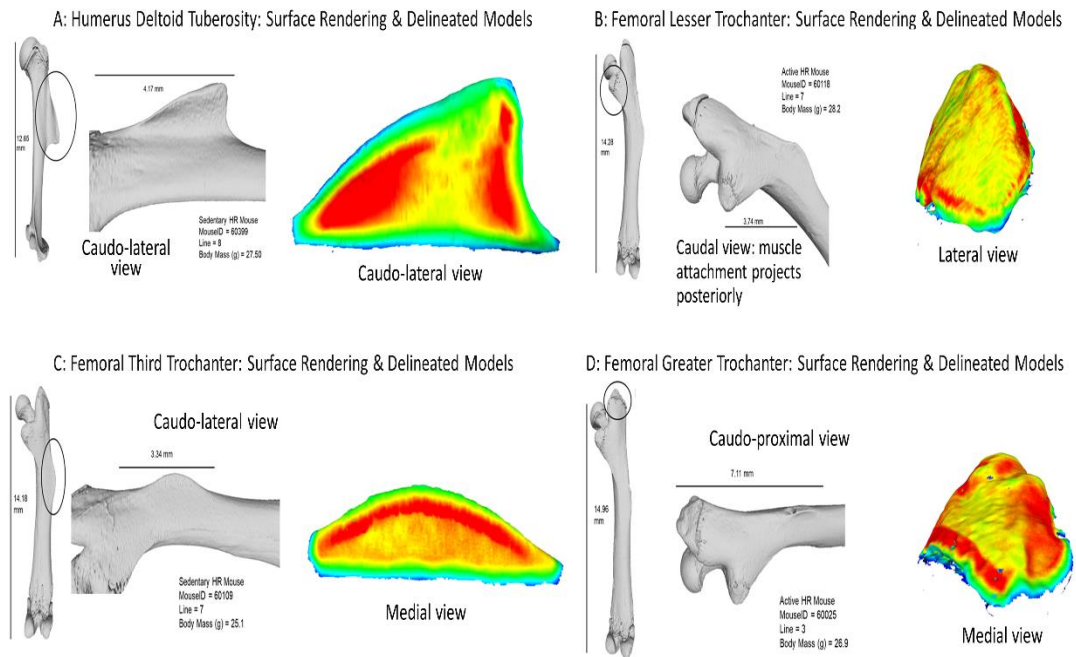 A: Humerus Deltoid Tuberosity: Surface Rendering & Delineated Models
4.17 mm
12.65
mm
Sedentary HR Mouse
MouseID = 60399
Line = 8
Body Mass (g) = 27.50
Caudo-lateral
view
Caudo-lateral view
B: Femoral Lesser Trochanter: Surface Rendering & Delineated Models
Active HR Mouse
MouseID = 60118
Line = 7
Body Mass (g) = 28.2
14.28
mm
3.74 mm
Caudal view: muscle
attachment projects
posteriorly
Lateral view
C: Femoral Third Trochanter: Surface Rendering & Delineated Models
Caudo-lateral view
3.34 mm
14.18
mm
Sedentary HR Mouse
MouseID = 60109
Line = 7
Body Mass (g) = 25.1
Medial view
D: Femoral Greater Trochanter: Surface Rendering & Delineated Models
Caudo-proximal view
7.11 mm
14.96
mm
Active HR Mouse
MouseID = 60025
Line = 3
Body Mass (g) = 26.9
Medial view